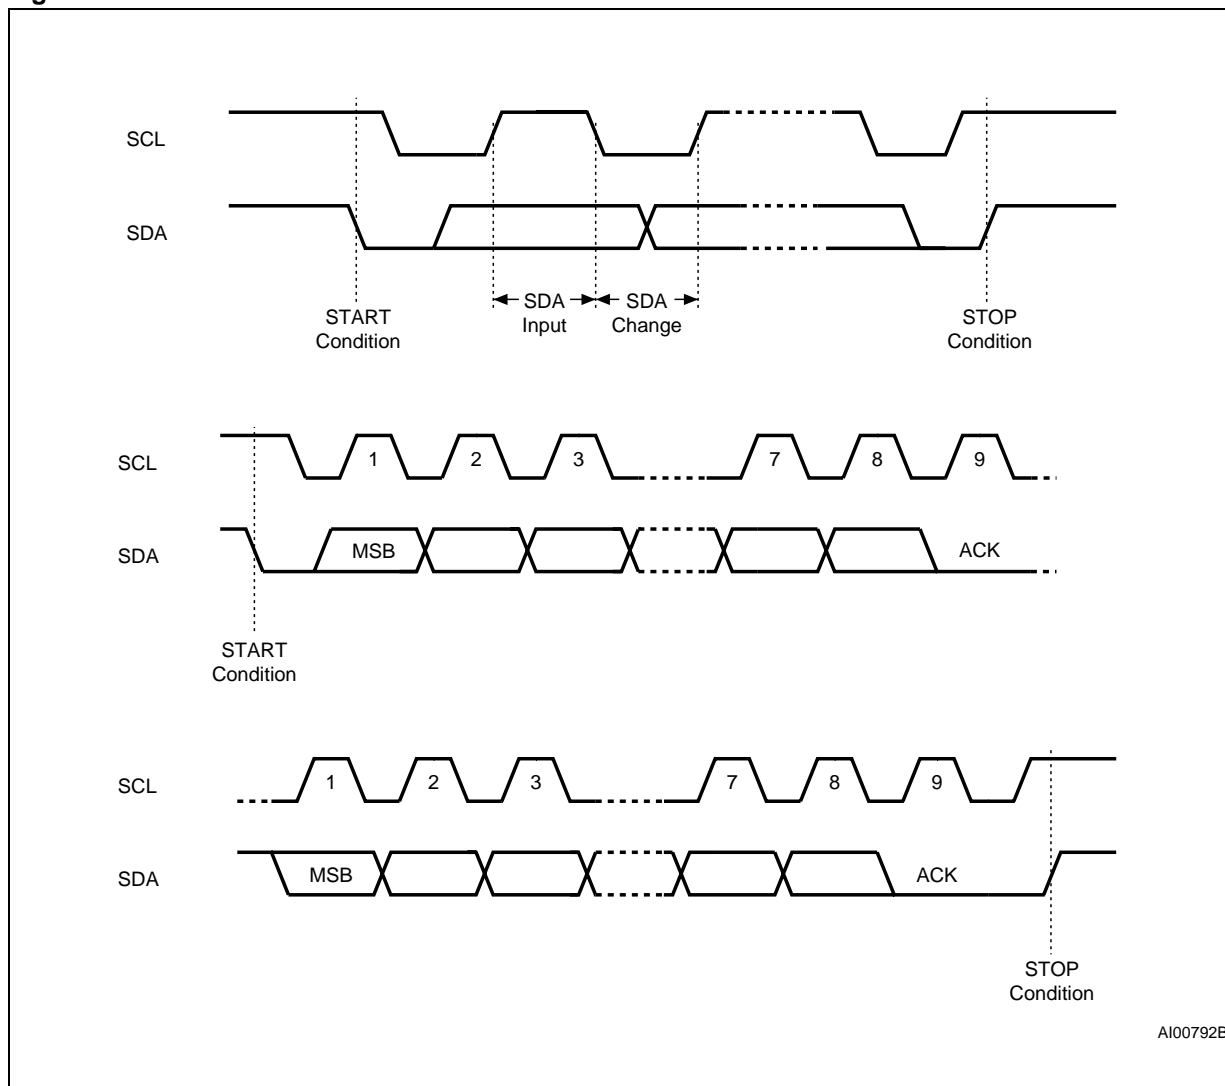 SCL
SDA
START
Condition
SDA
Input
SDA
Change
STOP
Condition
SCL
1 2 3 7 8 9
SDA
MSB ACK
START
Condition
SCL
1 2 3 7 8 9
SDA
MSB ACK
STOP
Condition
AI00792B